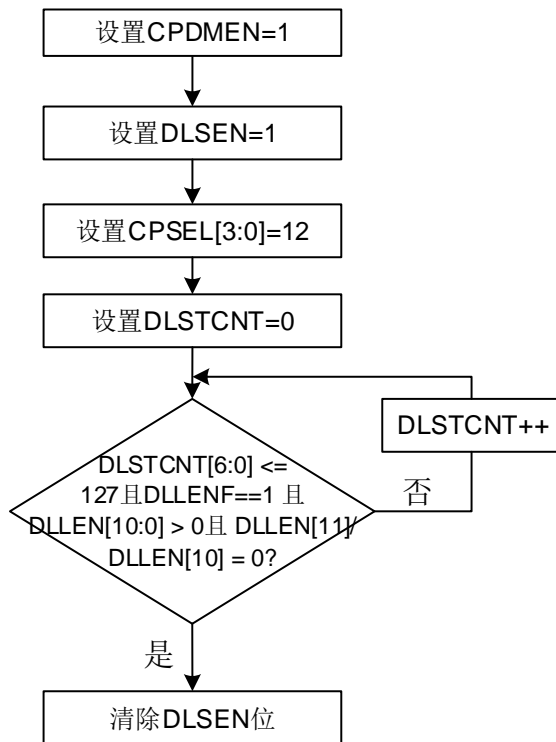 设置CPDMEN=1
设置DLSEN=1
设置CPSEL[3:0]=12
设置DLSTCNT=0
DLSTCNT++
DLSTCNT[6:0] <=
127且DLLENF==1 且
DLLEN[10:0] > 0且 DLLEN[11]/
DLLEN[10] = 0?
否
是
清除DLSEN位